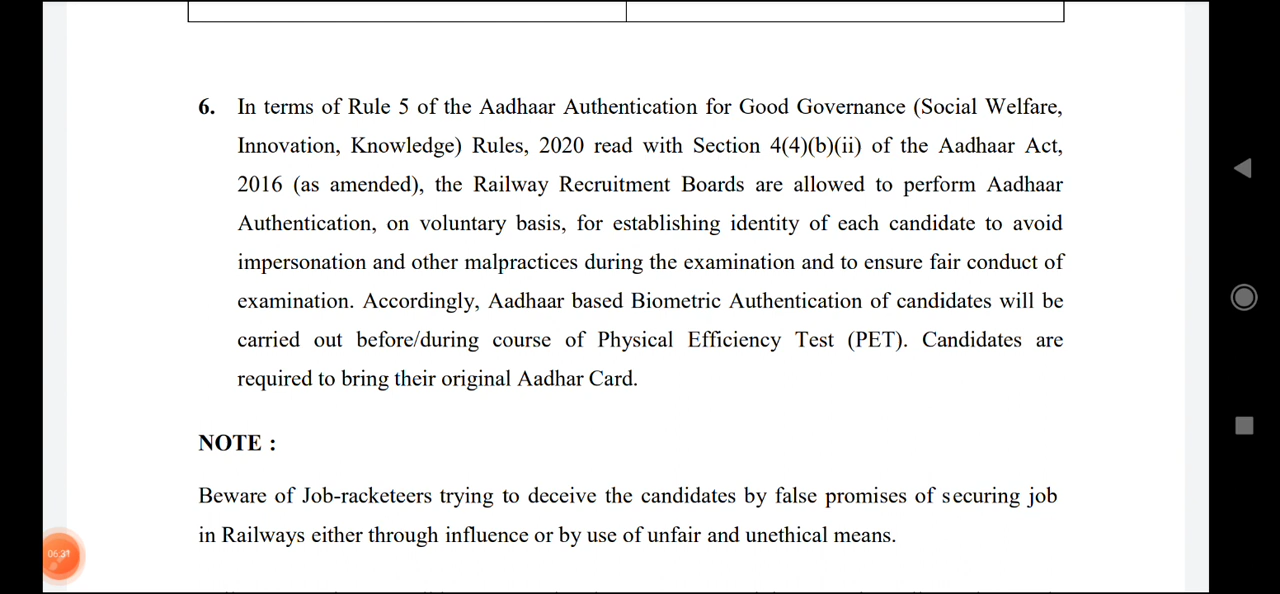 6. In terms of Rule 5 of the Aadhaar Authentication for Good Governance (Social Welfare,
Innovation, Knowledge) Rules, 2020 read with Section 4(4)(b)(ii) of the Aadhaar Act,
2016 (as amended), the Railway Recruitment Boards are allowed to perform Aadhaar
Authentication, on voluntary basis, for establishing identity of each candidate to avoid
impersonation and other malpractices during the examination and to ensure fair conduct of
examination. Accordingly, Aadhaar based Biometric Authentication of candidates will be
carried out before/during course of Physical Efficiency Test (PET). Candidates are
required to bring their original Aadhar Card.
NOTE :
Beware of Job-racketeers trying to deceive the candidates by false promises of securing job
in Railways either through influence or by use of unfair and unethical means.
06:31